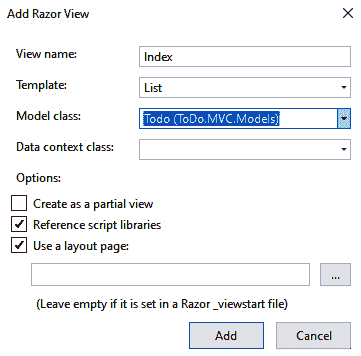 Add Razor View
View name: Index
Template: List
Model class: Todo (ToDo.MVC.Models)
Data context class:
Options:
Create as a partial view
Reference script libraries
Use a layout page:
...
(Leave empty if it is set in a Razor _viewstart file)
Add Cancel